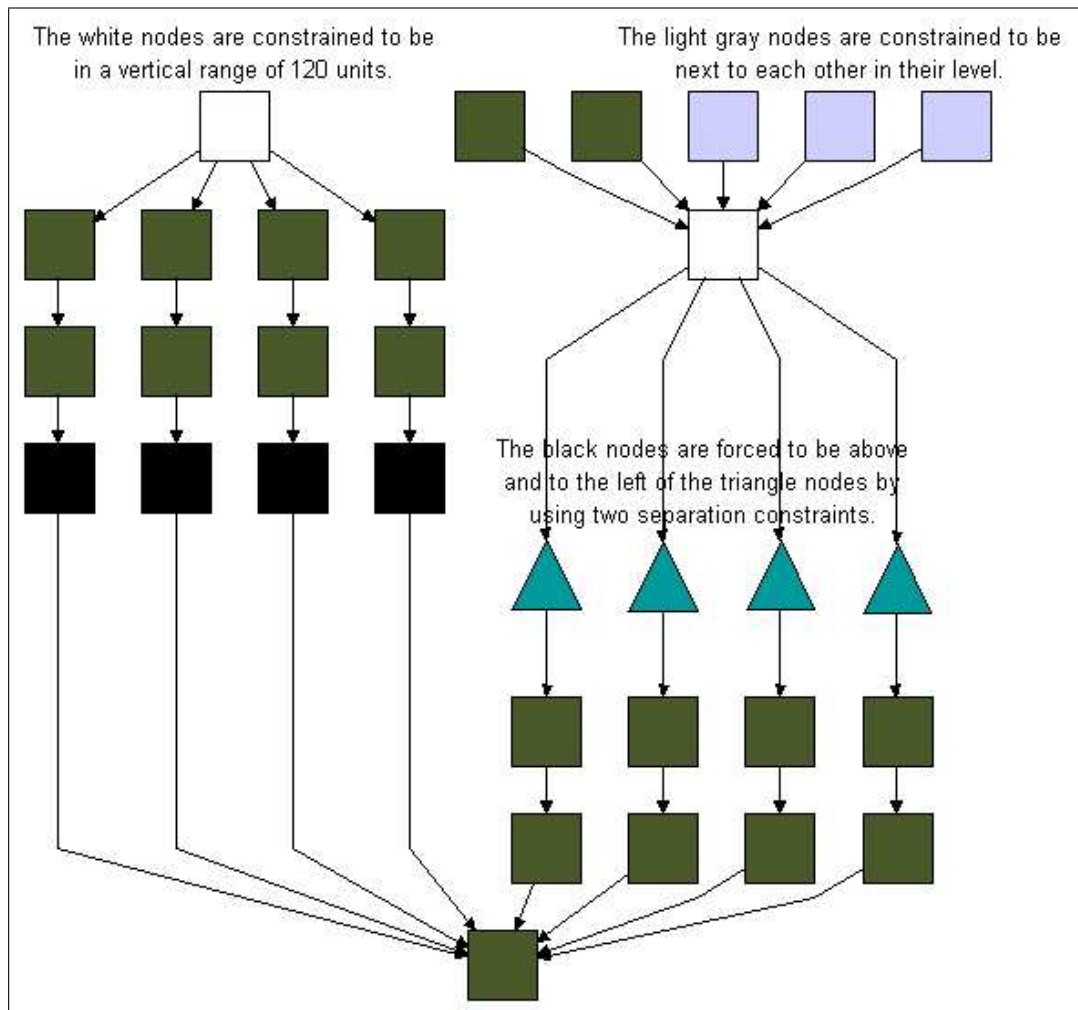 The white nodes are constrained to be
in a vertical range of 120 units.
The light gray nodes are constrained to be
next to each other in their level.
The black nodes are forced to be above
and to the left of the triangle nodes by
using two separation constraints.